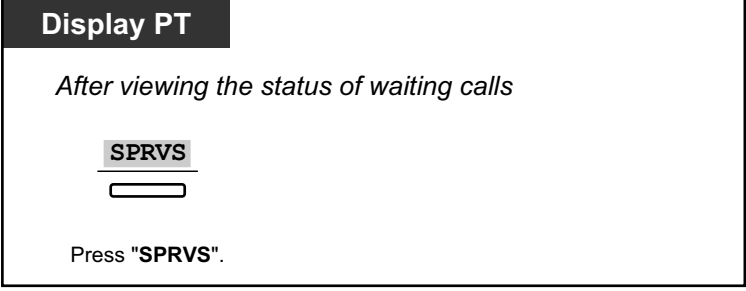 Display PT
After viewing the status of waiting calls
SPRVS
Press "SPRVS".